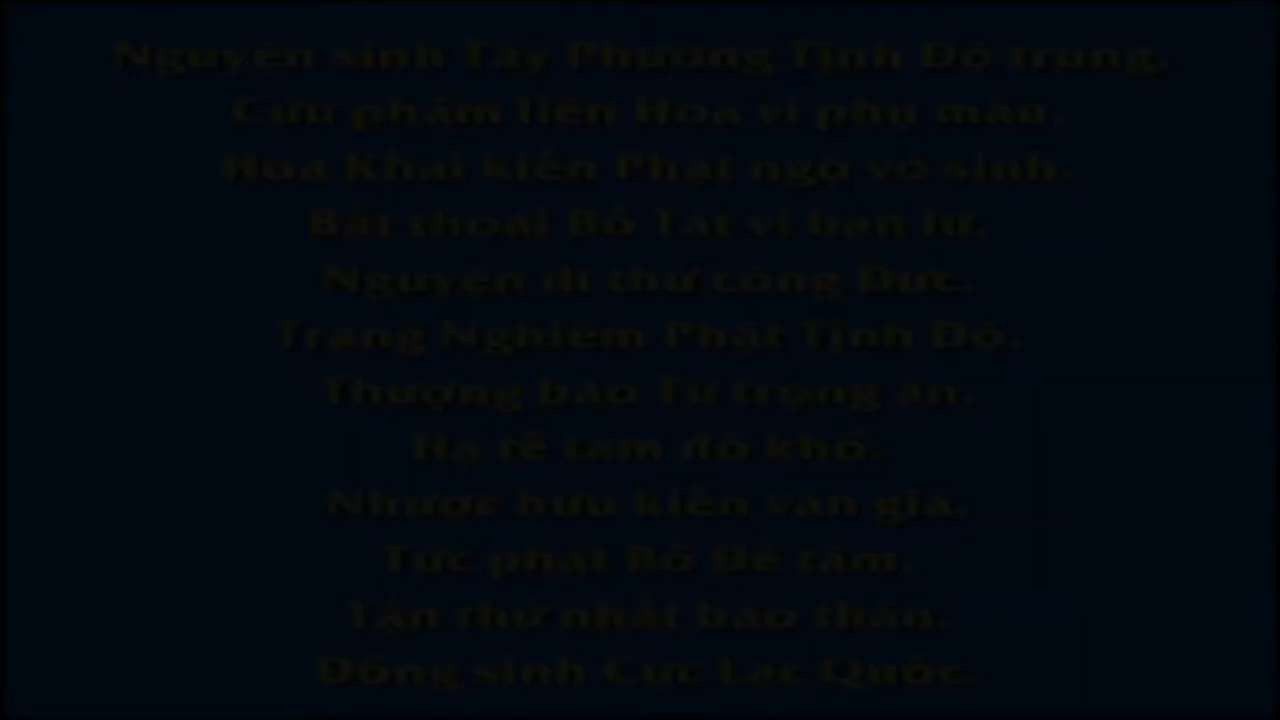 Nguyện sinh Tây Phương Tịnh Độ trung,
Cửu phẩm liên Hoa vi phụ mẫu.
Hoa Khai kiến Phật ngộ vô sinh.
Bất thoái Bồ Tát vi bạn lữ.
Nguyện dĩ thử công Đức.
Trang Nghiêm Phật Tịnh Độ.
Thượng báo Tứ trọng ân.
Hạ tế tam đồ khổ.
Nhược hữu kiến văn giả.
Tức phát Bồ Đề tâm.
Tận thử nhất báo thân.
Đồng sinh Cực Lạc Quốc.